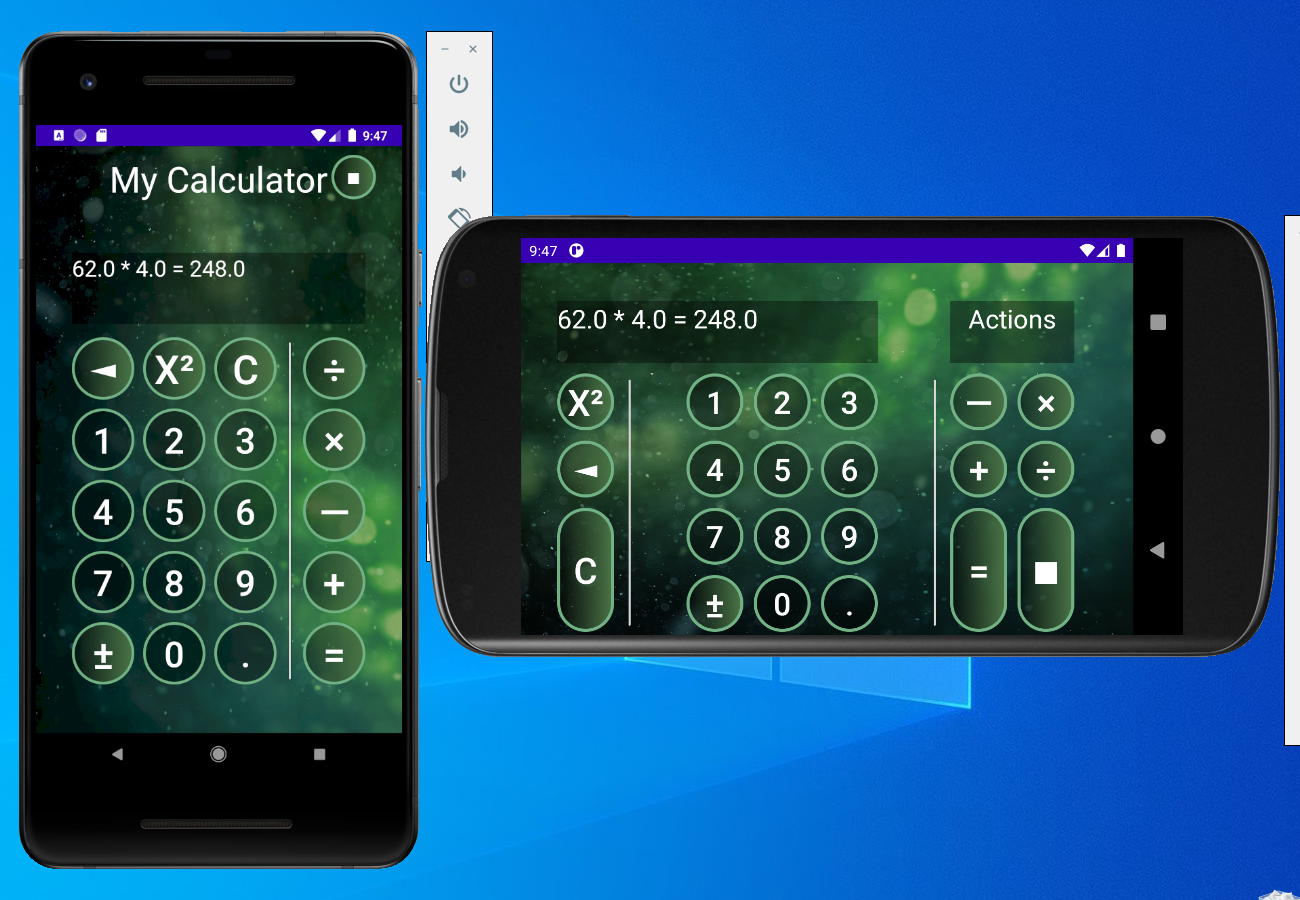 9:47
My Calculator
62.0 * 4.0 = 248.0
◄ X² C ÷
1 2 3 ×
4 5 6 —
7 8 9 +
± 0 . =
9:47
62.0 * 4.0 = 248.0
Actions
X² 1 2 3 — ×
◄ 4 5 6 + ÷
7 8 9
C = ■
± 0 .